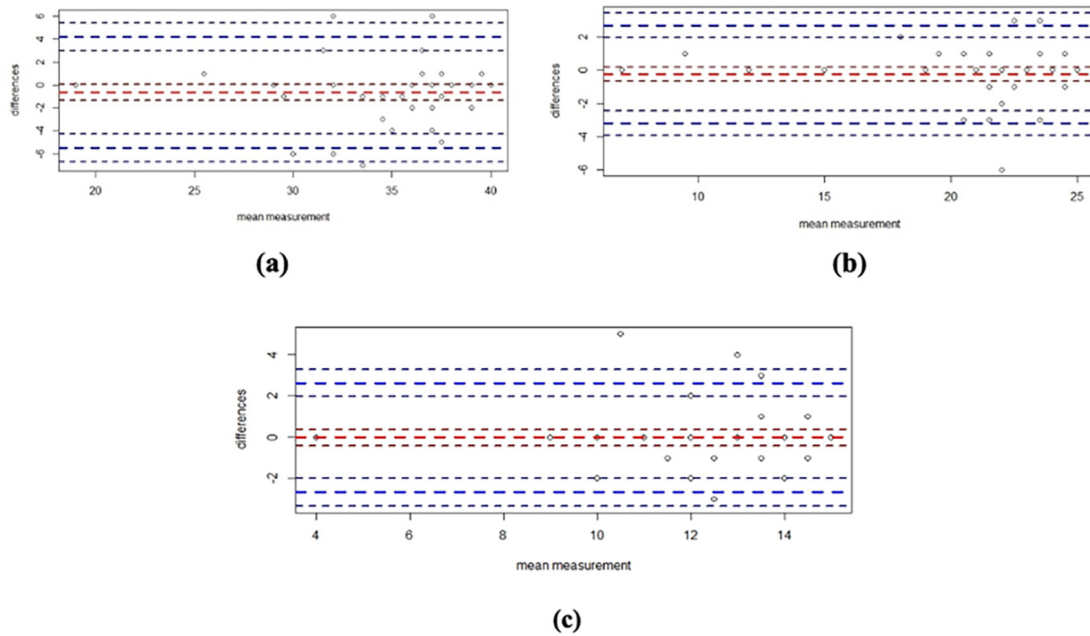 6
4
2
0
-2
-4
-6
differences
20 25 30 35 40
mean measurement
(a)
2
0
-2
-4
-6
differences
10 15 20 25
mean measurement
(b)
4
2
0
-2
differences
4 6 8 10 12 14
mean measurement
(c)